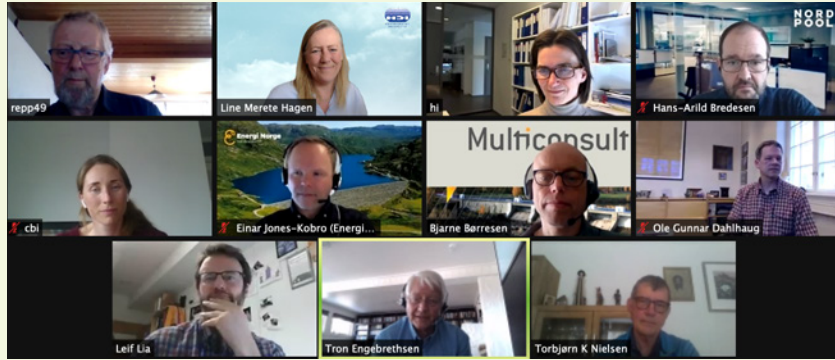 NORD
POOL
repp49
Line Merete Hagen
hi
Hans-Arild Bredesen
Energi Norge
Multiconsult
cbi
Einar Jones-Kobro (Energi...
Bjarne Børresen
Ole Gunnar Dahlhaug
Leif Lia
Tron Engebrethsen
Torbjørn K Nielsen